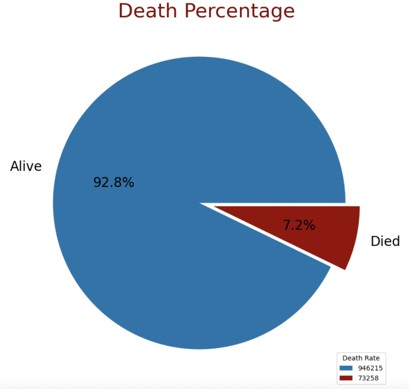 Death Percentage
Alive
92.8%
7.2%
Died
Death Rate
946215
73258